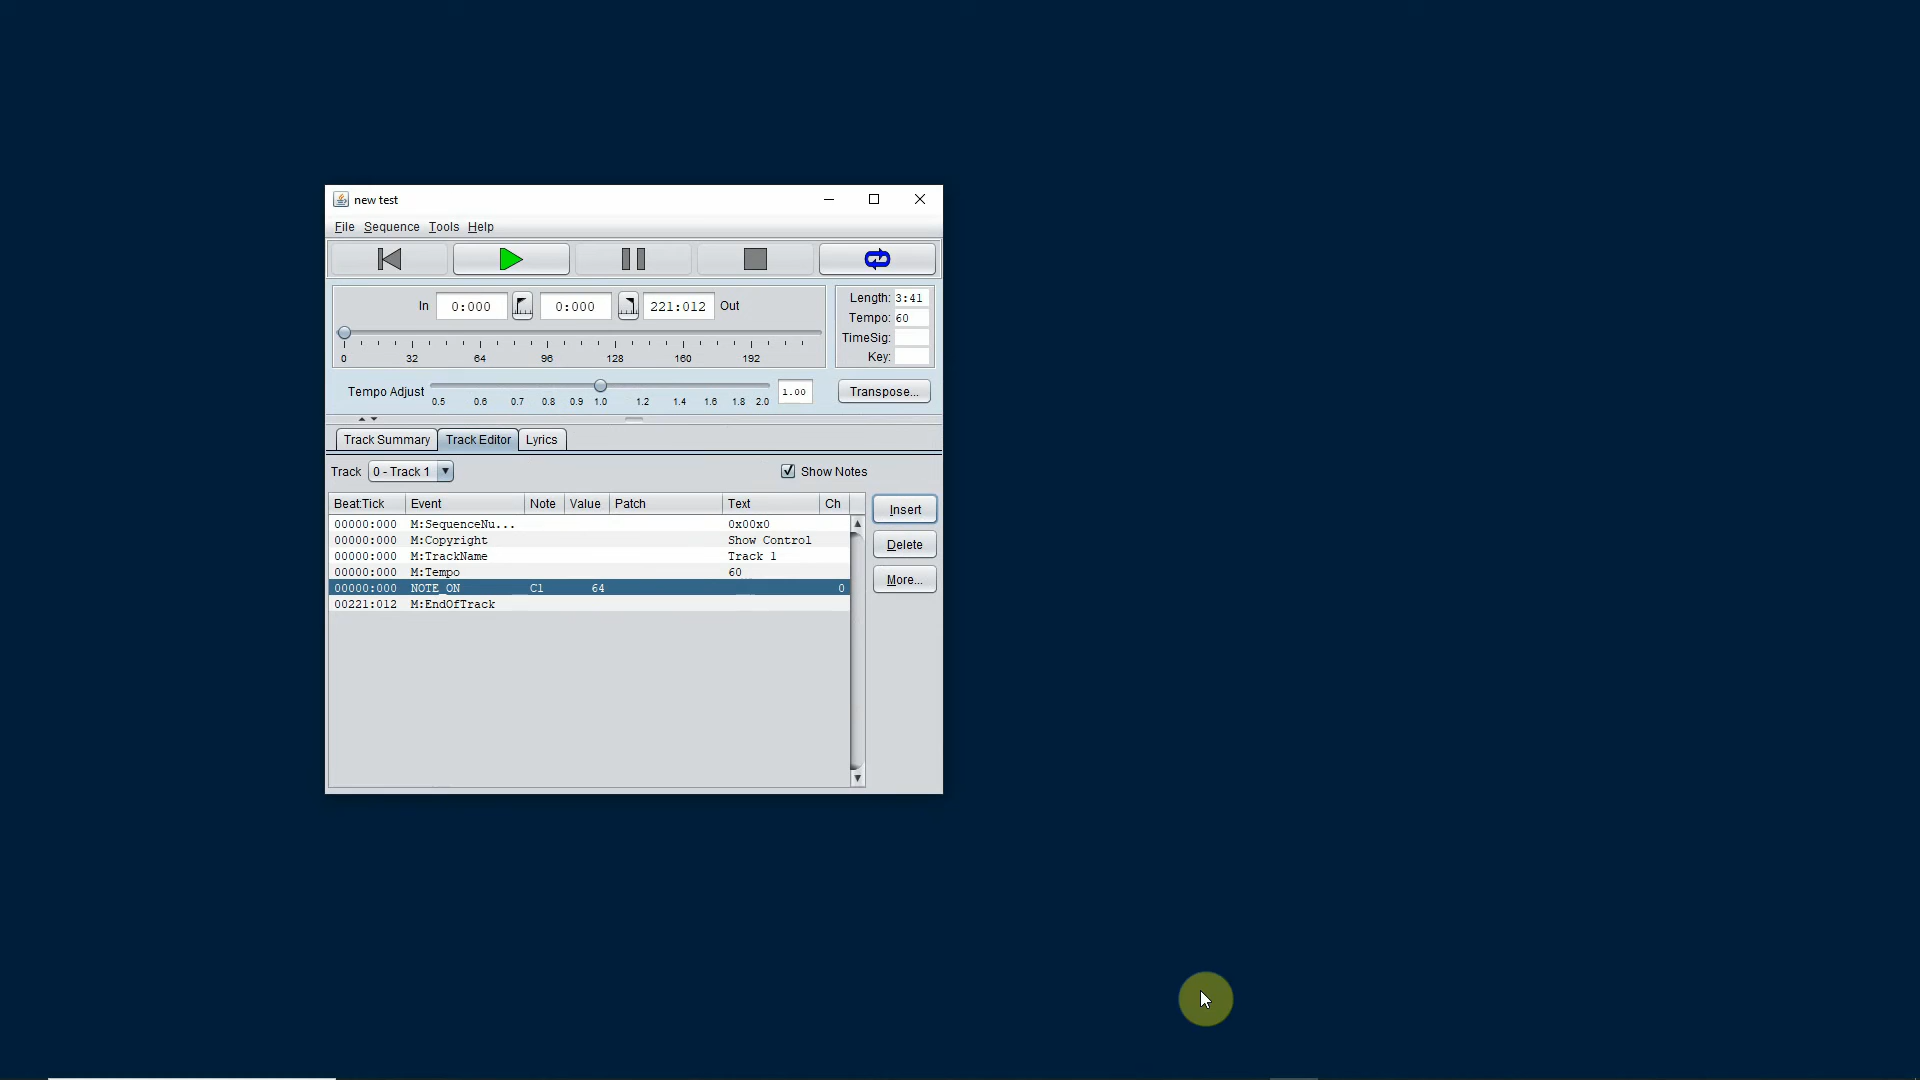 new test
File Sequence Tools Help
In 0:000 0:000 221:012 Out
0 32 64 96 128 160 192
Length: 3:41
Tempo: 60
TimeSig:
Key:
Tempo Adjust 0.5 0.6 0.7 0.8 0.9 1.0 1.2 1.4 1.6 1.8 2.0 1.00 Transpose...
Track Summary Track Editor Lyrics
Track 0 - Track 1 Show Notes
Beat:Tick Event Note Value Patch Text Ch
00000:000 M:SequenceNu... 0x00x0
00000:000 M:Copyright Show Control
00000:000 M:TrackName Track 1
00000:000 M:Tempo 60
00000:000 NOTE_ON C1 64 0
00221:012 M:EndOfTrack
Insert
Delete
More...